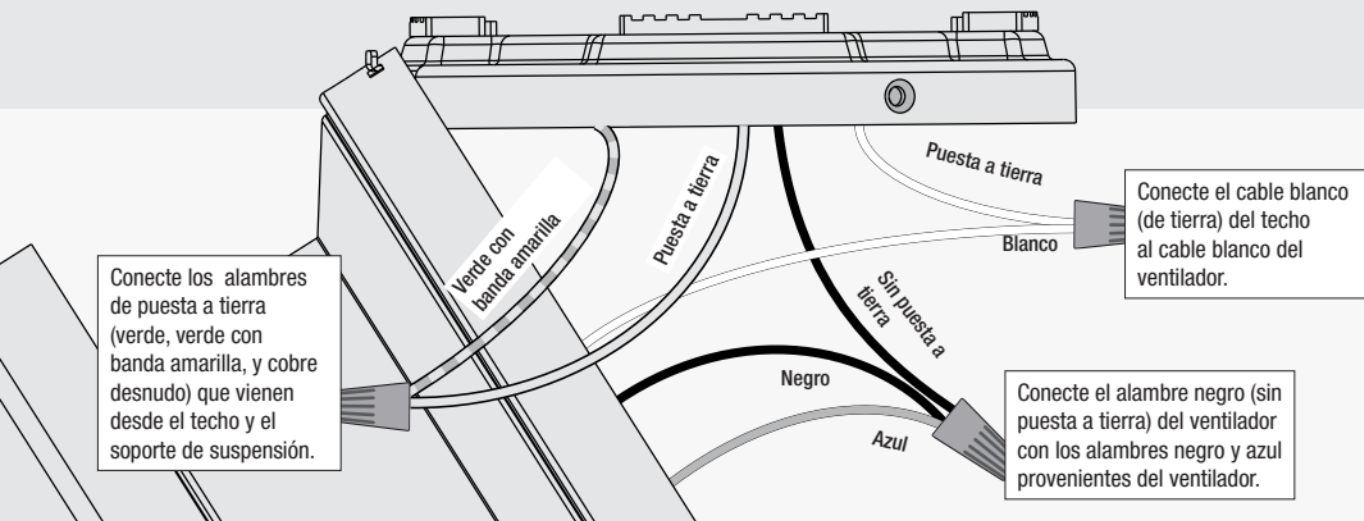 Puesta a tierra
Conecte el cable blanco
(de tierra) del techo
al cable blanco del
ventilador.
Blanco
Puesta a tierra
Verde con
banda amarilla
Sin puesta a
tierra
Conecte los alambres
de puesta a tierra
(verde, verde con
banda amarilla, y cobre
desnudo) que vienen
desde el techo y el
soporte de suspensión.
Negro
Azul
Conecte el alambre negro (sin
puesta a tierra) del ventilador
con los alambres negro y azul
provenientes del ventilador.